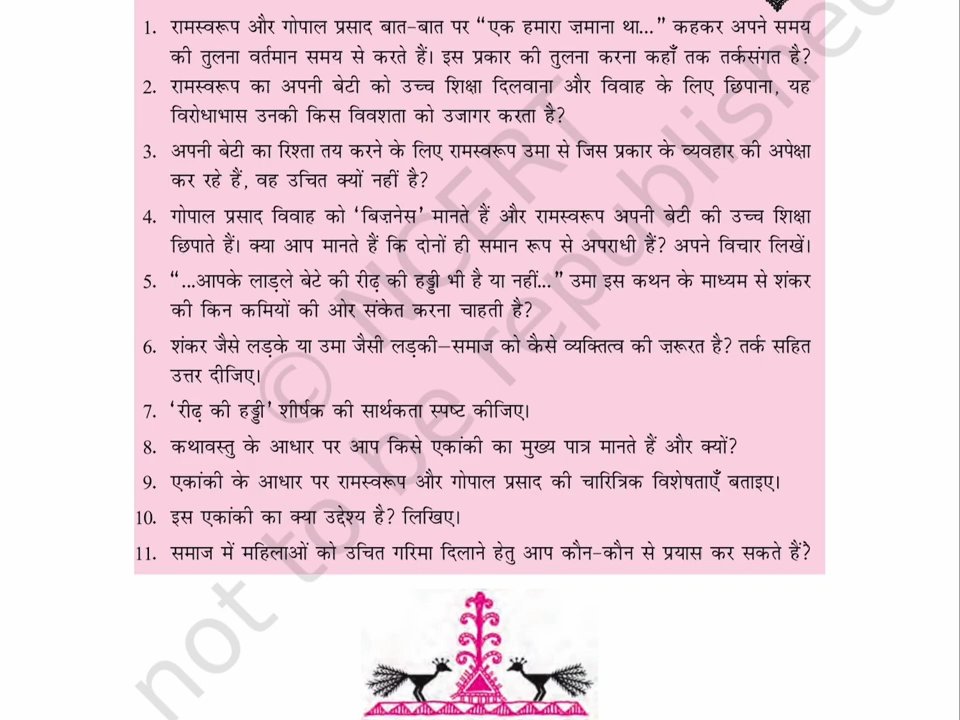 1. रामस्वरूप और गोपाल प्रसाद बात-बात पर “एक हमारा ज़माना था...” कहकर अपने समय
की तुलना वर्तमान समय से करते हैं। इस प्रकार की तुलना करना कहाँ तक तर्कसंगत है?
2. रामस्वरूप का अपनी बेटी को उच्च शिक्षा दिलवाना और विवाह के लिए छिपाना, यह
विरोधाभास उनकी किस विवशता को उजागर करता है?
3. अपनी बेटी का रिश्ता तय करने के लिए रामस्वरूप उमा से जिस प्रकार के व्यवहार की अपेक्षा
कर रहे हैं, वह उचित क्यों नहीं है?
4. गोपाल प्रसाद विवाह को ‘बिज़नेस’ मानते हैं और रामस्वरूप अपनी बेटी की उच्च शिक्षा
छिपाते हैं। क्या आप मानते हैं कि दोनों ही समान रूप से अपराधी हैं? अपने विचार लिखें।
5. “...आपके लाड़ले बेटे की रीढ़ की हड्डी भी है या नहीं...” उमा इस कथन के माध्यम से शंकर
की किन कमियों की ओर संकेत करना चाहती है?
6. शंकर जैसे लड़के या उमा जैसी लड़की–समाज को कैसे व्यक्तित्व की ज़रूरत है? तर्क सहित
उत्तर दीजिए।
7. ‘रीढ़ की हड्डी’ शीर्षक की सार्थकता स्पष्ट कीजिए।
8. कथावस्तु के आधार पर आप किसे एकांकी का मुख्य पात्र मानते हैं और क्यों?
9. एकांकी के आधार पर रामस्वरूप और गोपाल प्रसाद की चारित्रिक विशेषताएँ बताइए।
10. इस एकांकी का क्या उद्देश्य है? लिखिए।
11. समाज में महिलाओं को उचित गरिमा दिलाने हेतु आप कौन-कौन से प्रयास कर सकते हैं?
© NCERT
not to be republished